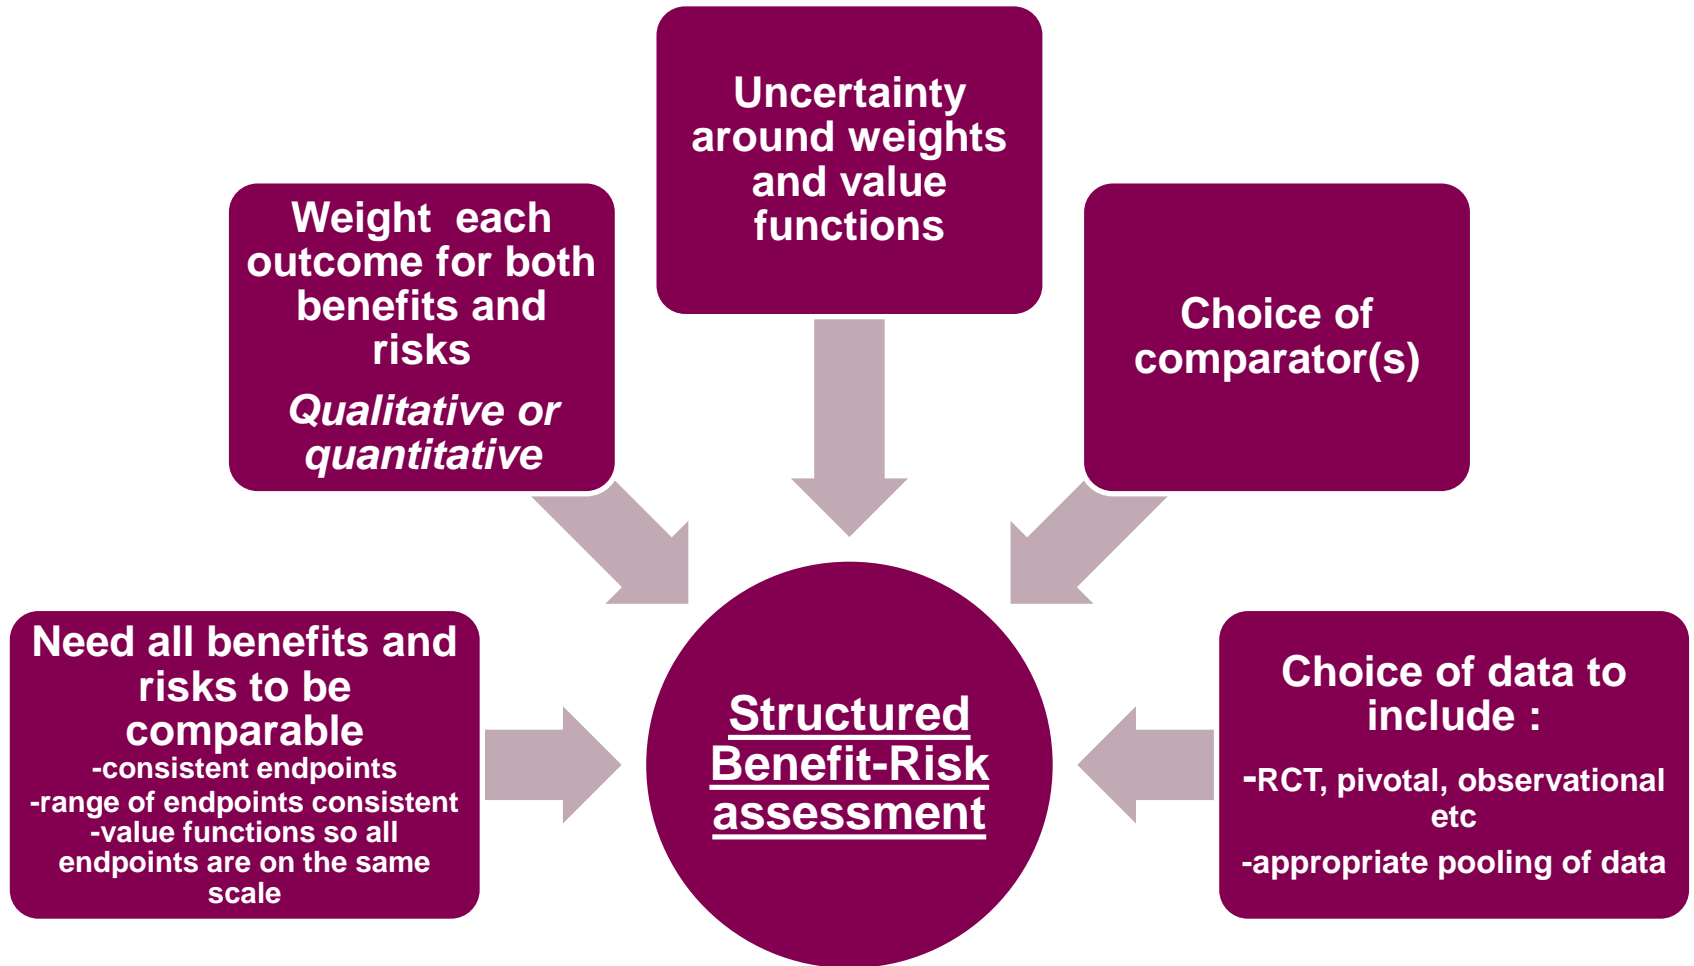 Uncertainty
around weights
and value
functions
Weight each
outcome for both
benefits and
risks
Qualitative or
quantitative
Choice of
comparator(s)
Need all benefits and
risks to be
comparable
-consistent endpoints
-range of endpoints consistent
-value functions so all
endpoints are on the same
scale
Structured
Benefit-Risk
assessment
Choice of data to
include :
-RCT, pivotal, observational
etc
-appropriate pooling of data